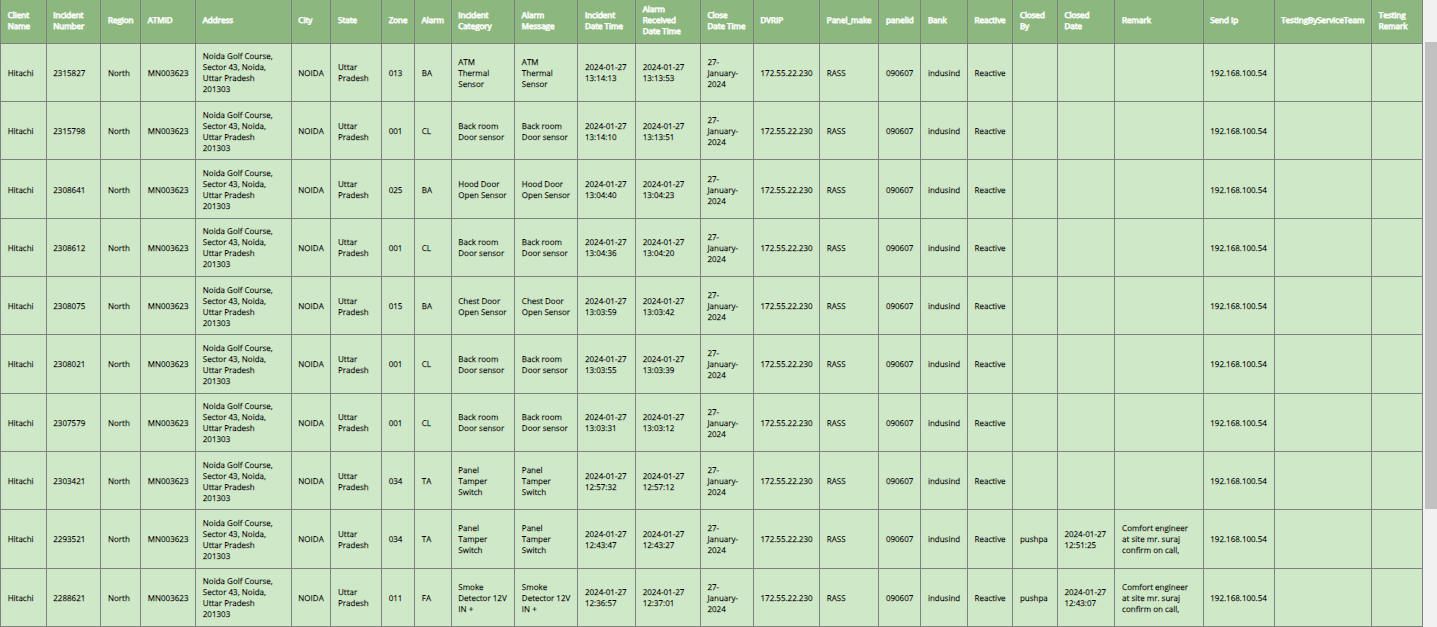 Client Name | Incident Number | Region | ATMID | Address | City | State | Zone | Alarm | Incident Category | Alarm Message | Incident Date Time | Alarm Received Date Time | Close Date Time | DVRIP | Panel_make | panelid | Bank | Reactive | Closed By | Closed Date | Remark | Send Ip | TestingByServiceTeam | Testing Remark
Hitachi | 2315827 | North | MN003623 | Noida Golf Course, Sector 43, Noida, Uttar Pradesh 201303 | NOIDA | Uttar Pradesh | 013 | BA | ATM Thermal Sensor | ATM Thermal Sensor | 2024-01-27 13:14:13 | 2024-01-27 13:13:53 | 27-January-2024 | 172.55.22.230 | RASS | 090607 | indusind | Reactive | | | | 192.168.100.54
Hitachi | 2315798 | North | MN003623 | Noida Golf Course, Sector 43, Noida, Uttar Pradesh 201303 | NOIDA | Uttar Pradesh | 001 | CL | Back room Door sensor | Back room Door sensor | 2024-01-27 13:14:10 | 2024-01-27 13:13:51 | 27-January-2024 | 172.55.22.230 | RASS | 090607 | indusind | Reactive | | | | 192.168.100.54
Hitachi | 2308641 | North | MN003623 | Noida Golf Course, Sector 43, Noida, Uttar Pradesh 201303 | NOIDA | Uttar Pradesh | 025 | BA | Hood Door Open Sensor | Hood Door Open Sensor | 2024-01-27 13:04:40 | 2024-01-27 13:04:23 | 27-January-2024 | 172.55.22.230 | RASS | 090607 | indusind | Reactive | | | | 192.168.100.54
Hitachi | 2308612 | North | MN003623 | Noida Golf Course, Sector 43, Noida, Uttar Pradesh 201303 | NOIDA | Uttar Pradesh | 001 | CL | Back room Door sensor | Back room Door sensor | 2024-01-27 13:04:36 | 2024-01-27 13:04:20 | 27-January-2024 | 172.55.22.230 | RASS | 090607 | indusind | Reactive | | | | 192.168.100.54
Hitachi | 2308075 | North | MN003623 | Noida Golf Course, Sector 43, Noida, Uttar Pradesh 201303 | NOIDA | Uttar Pradesh | 015 | BA | Chest Door Open Sensor | Chest Door Open Sensor | 2024-01-27 13:03:59 | 2024-01-27 13:03:42 | 27-January-2024 | 172.55.22.230 | RASS | 090607 | indusind | Reactive | | | | 192.168.100.54
Hitachi | 2308021 | North | MN003623 | Noida Golf Course, Sector 43, Noida, Uttar Pradesh 201303 | NOIDA | Uttar Pradesh | 001 | CL | Back room Door sensor | Back room Door sensor | 2024-01-27 13:03:55 | 2024-01-27 13:03:39 | 27-January-2024 | 172.55.22.230 | RASS | 090607 | indusind | Reactive | | | | 192.168.100.54
Hitachi | 2307579 | North | MN003623 | Noida Golf Course, Sector 43, Noida, Uttar Pradesh 201303 | NOIDA | Uttar Pradesh | 001 | CL | Back room Door sensor | Back room Door sensor | 2024-01-27 13:03:31 | 2024-01-27 13:03:12 | 27-January-2024 | 172.55.22.230 | RASS | 090607 | indusind | Reactive | | | | 192.168.100.54
Hitachi | 2303421 | North | MN003623 | Noida Golf Course, Sector 43, Noida, Uttar Pradesh 201303 | NOIDA | Uttar Pradesh | 034 | TA | Panel Tamper Switch | Panel Tamper Switch | 2024-01-27 12:57:32 | 2024-01-27 12:57:12 | 27-January-2024 | 172.55.22.230 | RASS | 090607 | indusind | Reactive | | | | 192.168.100.54
Hitachi | 2293521 | North | MN003623 | Noida Golf Course, Sector 43, Noida, Uttar Pradesh 201303 | NOIDA | Uttar Pradesh | 034 | TA | Panel Tamper Switch | Panel Tamper Switch | 2024-01-27 12:43:47 | 2024-01-27 12:43:27 | 27-January-2024 | 172.55.22.230 | RASS | 090607 | indusind | Reactive | pushpa | 2024-01-27 12:51:25 | Comfort engineer at site mr. suraj confirm on call, | 192.168.100.54
Hitachi | 2288621 | North | MN003623 | Noida Golf Course, Sector 43, Noida, Uttar Pradesh 201303 | NOIDA | Uttar Pradesh | 011 | FA | Smoke Detector 12V IN + | Smoke Detector 12V IN + | 2024-01-27 12:36:57 | 2024-01-27 12:37:01 | 27-January-2024 | 172.55.22.230 | RASS | 090607 | indusind | Reactive | pushpa | 2024-01-27 12:43:07 | Comfort engineer at site mr. suraj confirm on call, | 192.168.100.54